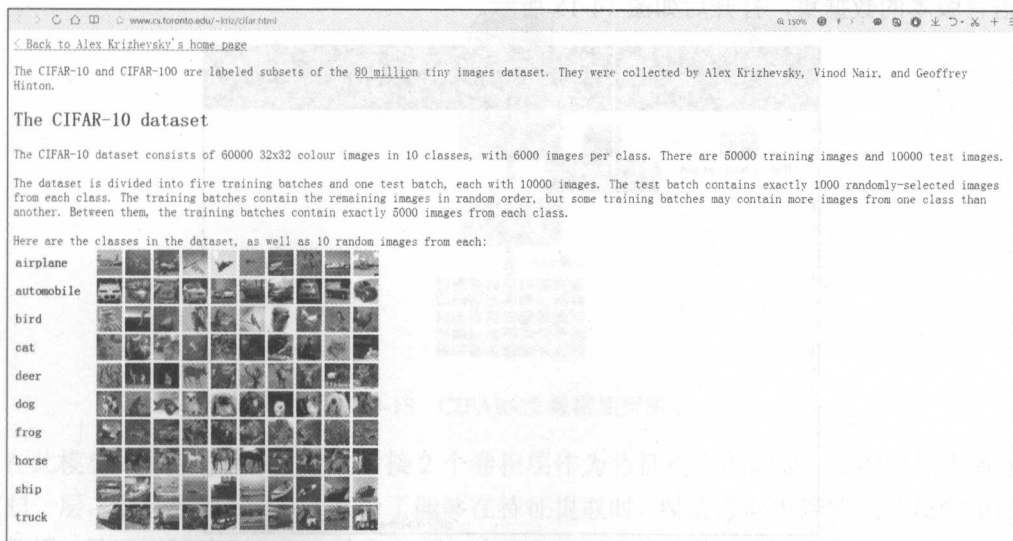 www.cs.toronto.edu/~kriz/cifar.html
150%
< Back to Alex Krizhevsky's home page
The CIFAR-10 and CIFAR-100 are labeled subsets of the 80 million tiny images dataset. They were collected by Alex Krizhevsky, Vinod Nair, and Geoffrey
Hinton.
The CIFAR-10 dataset
The CIFAR-10 dataset consists of 60000 32x32 colour images in 10 classes, with 6000 images per class. There are 50000 training images and 10000 test images.
The dataset is divided into five training batches and one test batch, each with 10000 images. The test batch contains exactly 1000 randomly-selected images
from each class. The training batches contain the remaining images in random order, but some training batches may contain more images from one class than
another. Between them, the training batches contain exactly 5000 images from each class.
Here are the classes in the dataset, as well as 10 random images from each:
airplane
automobile
bird
cat
deer
dog
frog
horse
ship
truck